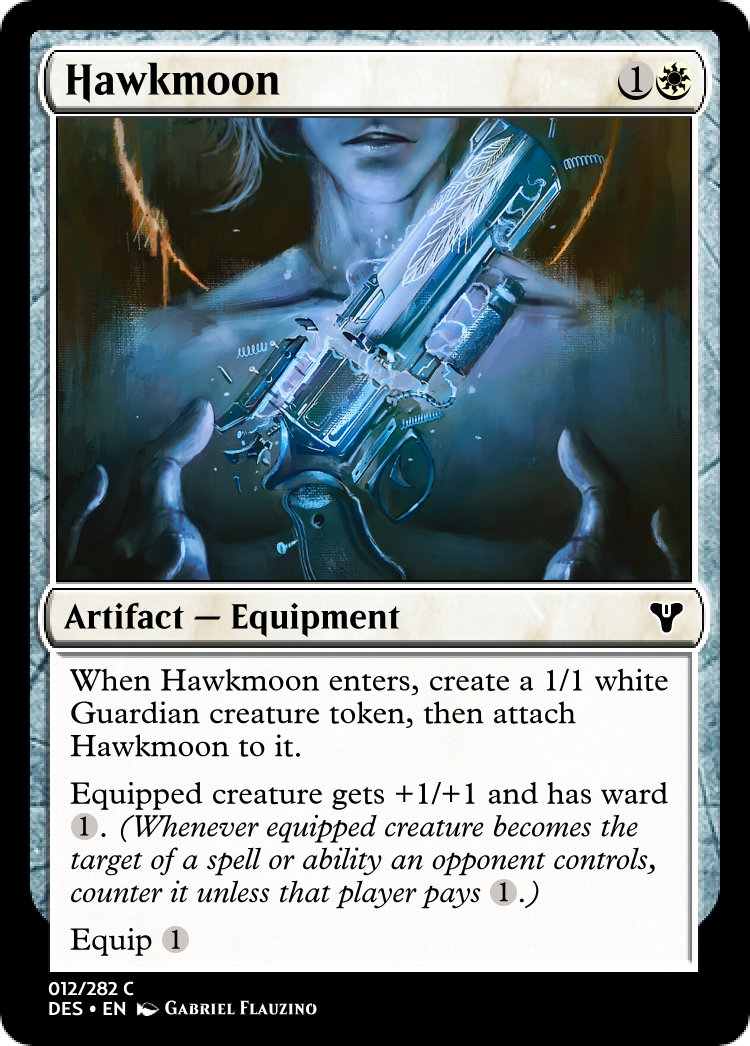 Hawkmoon 1
Artifact — Equipment
When Hawkmoon enters, create a 1/1 white
Guardian creature token, then attach
Hawkmoon to it.
Equipped creature gets +1/+1 and has ward
1. (Whenever equipped creature becomes the
target of a spell or ability an opponent controls,
counter it unless that player pays 1.)
Equip 1
012/282 C
DES • EN Gabriel Flauzino